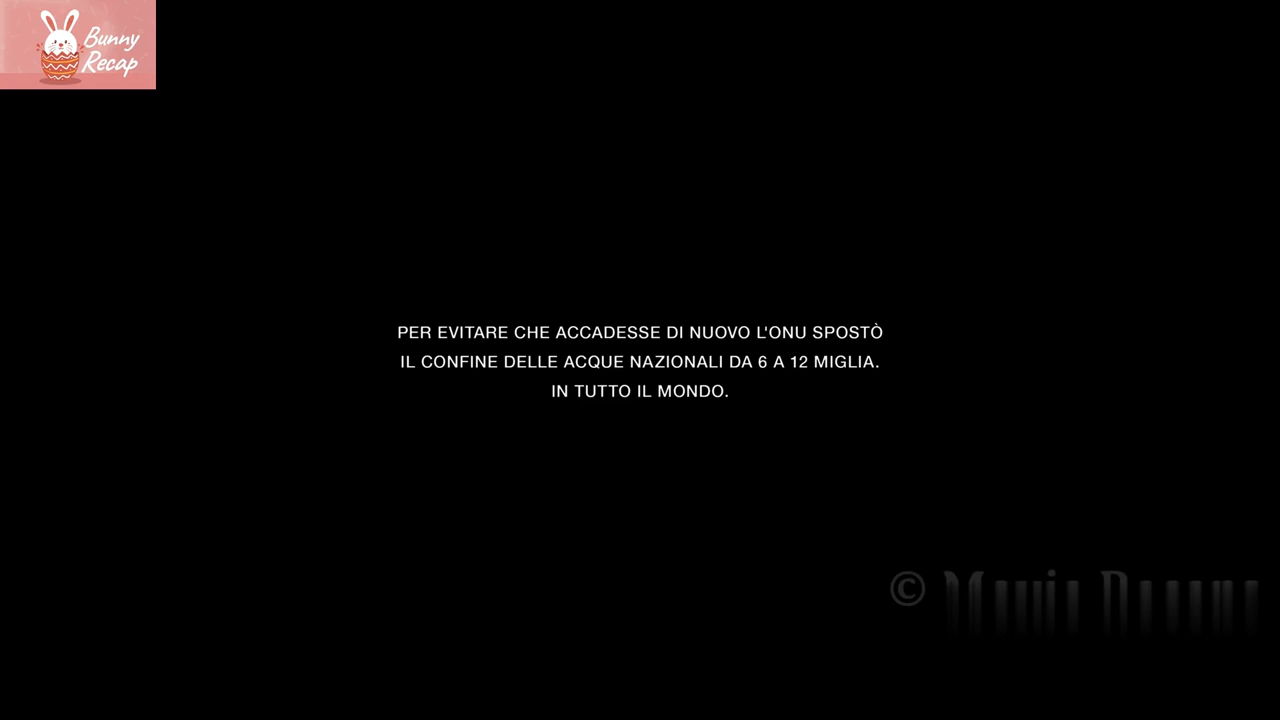 Bunny
Recap
PER EVITARE CHE ACCADESSE DI NUOVO L'ONU SPOSTÒ
IL CONFINE DELLE ACQUE NAZIONALI DA 6 A 12 MIGLIA.
IN TUTTO IL MONDO.
©